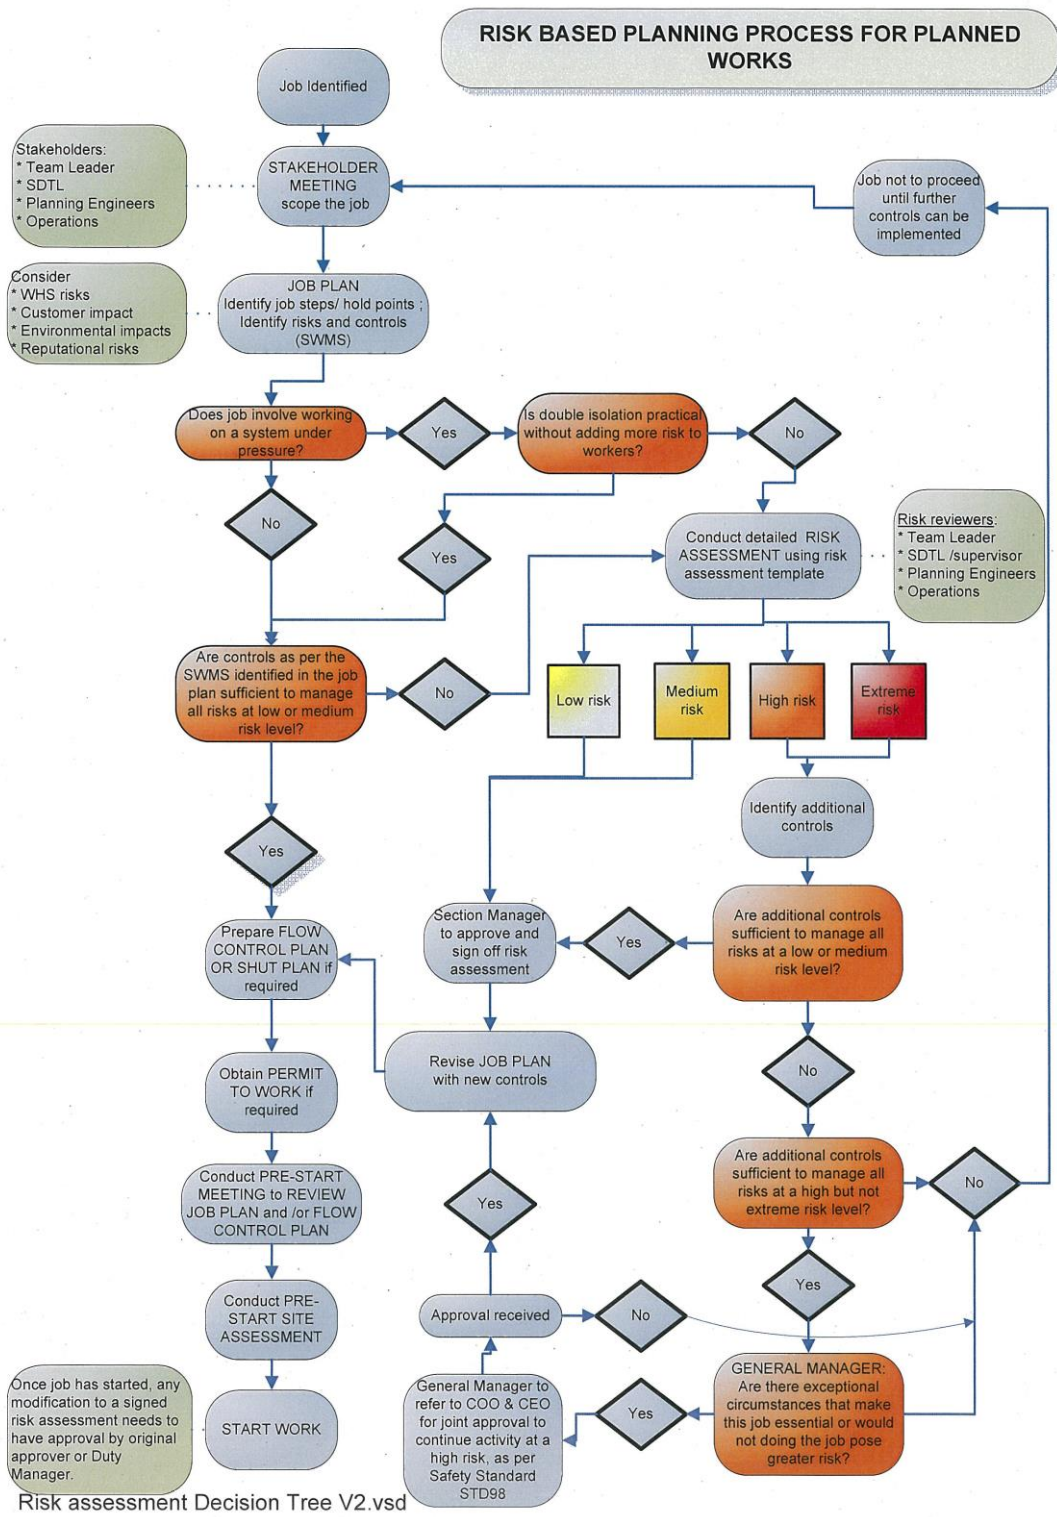 RISK BASED PLANNING PROCESS FOR PLANNED
WORKS
Job Identified
Stakeholders:
* Team Leader
* SDTL
* Planning Engineers
* Operations
STAKEHOLDER
MEETING
scope the job
Job not to proceed
until further
controls can be
implemented
Consider
* WHS risks
* Customer impact
* Environmental impacts
* Reputational risks
JOB PLAN
Identify job steps/ hold points ;
Identify risks and controls
(SWMS)
Does job involve working
on a system under
pressure?
Yes
Is double isolation practical
without adding more risk to
workers?
No
No
Yes
Conduct detailed RISK
ASSESSMENT using risk
assessment template
Risk reviewers:
* Team Leader
* SDTL /supervisor
* Planning Engineers
* Operations
Are controls as per the
SWMS identified in the job
plan sufficient to manage
all risks at low or medium
risk level?
No
Low risk
Medium
risk
High risk
Extreme
risk
Identify additional
controls
Yes
Prepare FLOW
CONTROL PLAN
OR SHUT PLAN if
required
Section Manager
to approve and
sign off risk
assessment
Yes
Are additional controls
sufficient to manage all
risks at a low or medium
risk level?
Revise JOB PLAN
with new controls
No
Obtain PERMIT
TO WORK if
required
Conduct PRE-START
MEETING to REVIEW
JOB PLAN and /or FLOW
CONTROL PLAN
Yes
Are additional controls
sufficient to manage all
risks at a high but not
extreme risk level?
No
Yes
Conduct PRE-
START SITE
ASSESSMENT
Approval received
No
General Manager to
refer to COO & CEO
for joint approval to
continue activity at a
high risk, as per
Safety Standard
STD98
Yes
GENERAL MANAGER:
Are there exceptional
circumstances that make
this job essential or would
not doing the job pose
greater risk?
Once job has started, any
modification to a signed
risk assessment needs to
have approval by original
approver or Duty
Manager.
START WORK
Risk assessment Decision Tree V2.vsd